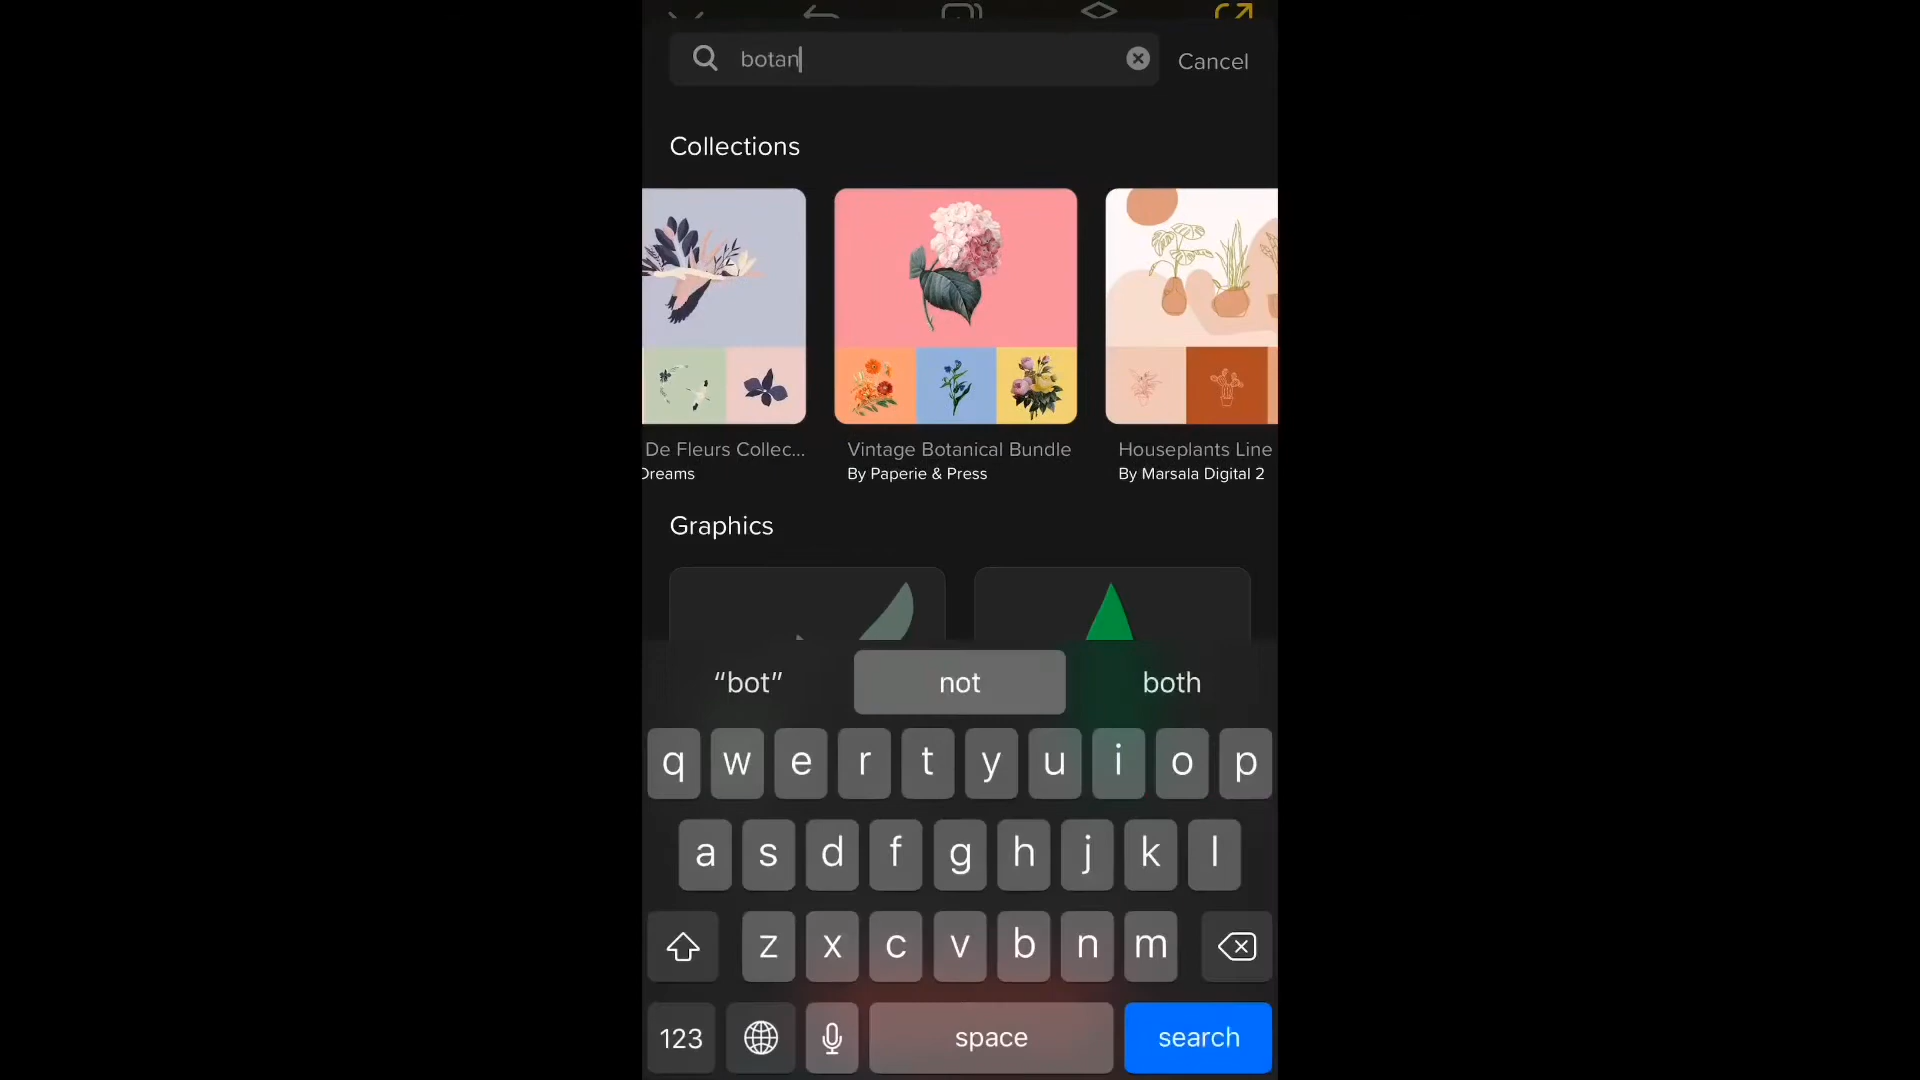 botan
Cancel
Collections
De Fleurs Collec...
Dreams
Vintage Botanical Bundle
By Paperie & Press
Houseplants Line
By Marsala Digital 2
Graphics
“bot” not both
q w e r t y u i o p
a s d f g h j k l
z x c v b n m
123 space search